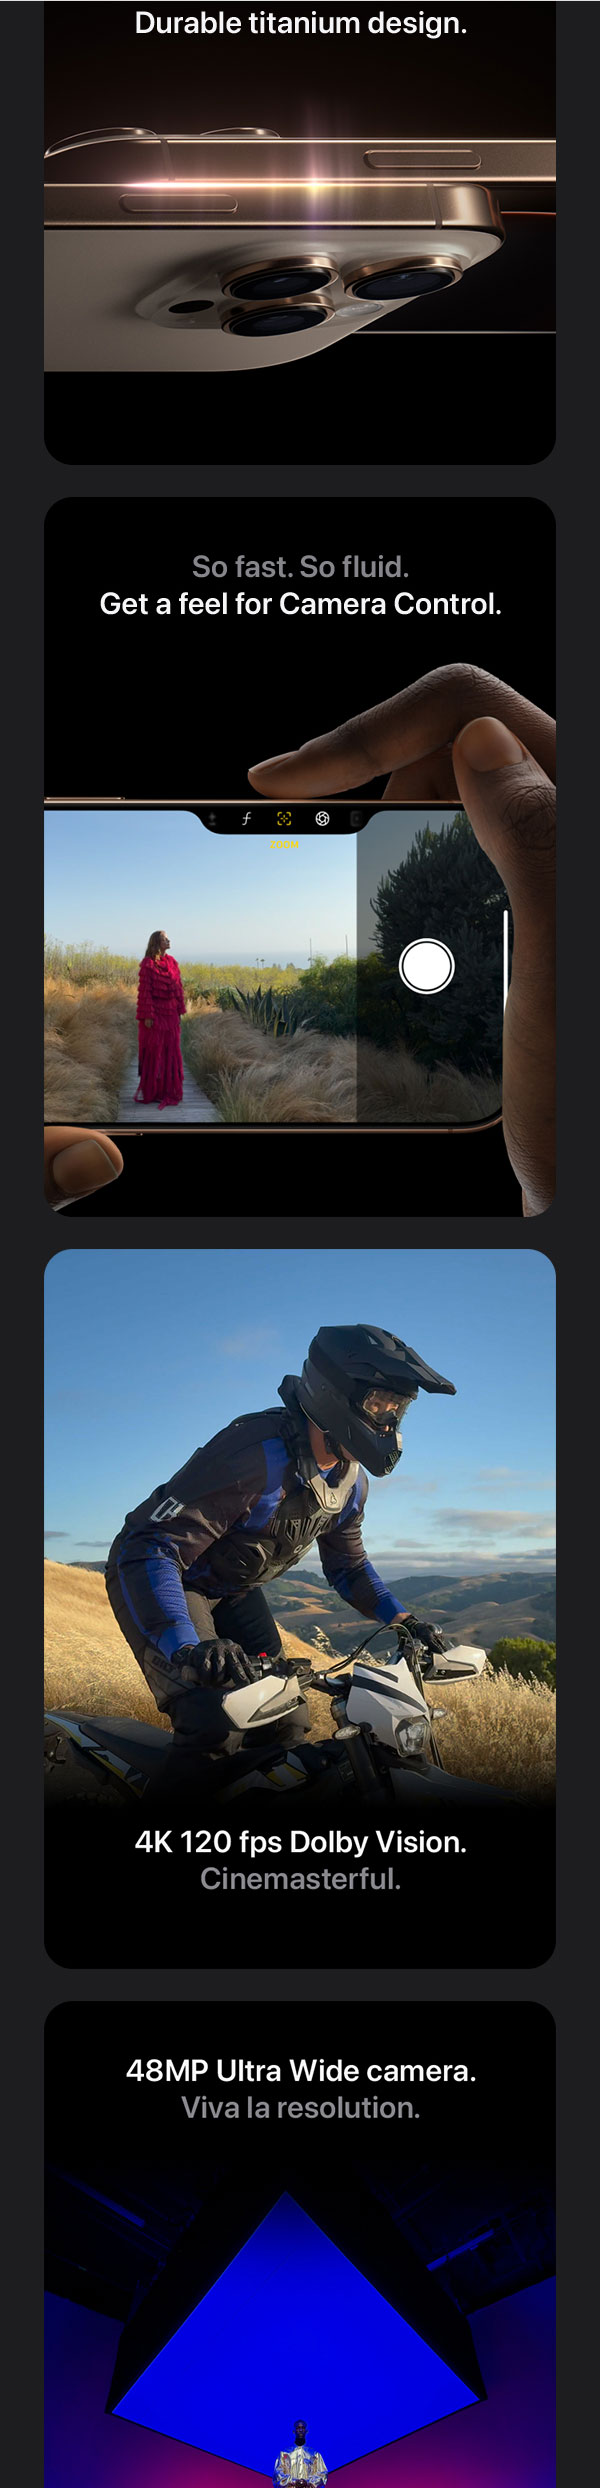 Durable titanium design.
So fast. So fluid.
Get a feel for Camera Control.
4K 120 fps Dolby Vision.
Cinemasterful.
48MP Ultra Wide camera.
Viva la resolution.